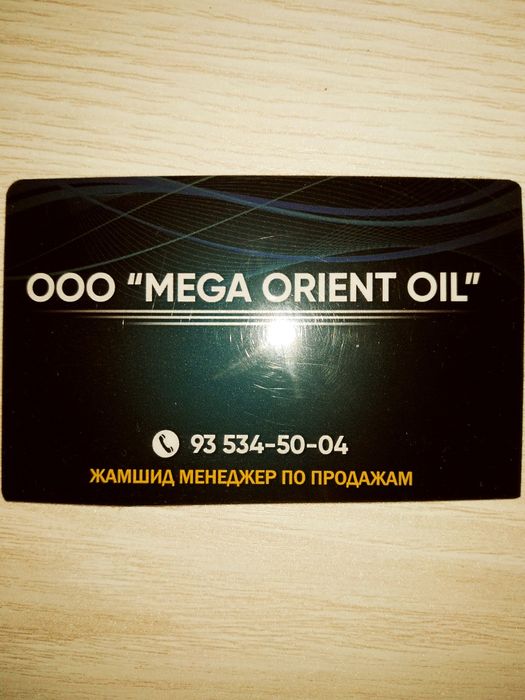 ООО “MEGA ORIENT OIL”
93 534-50-04
ЖАМШИД МЕНЕДЖЕР ПО ПРОДАЖАМ